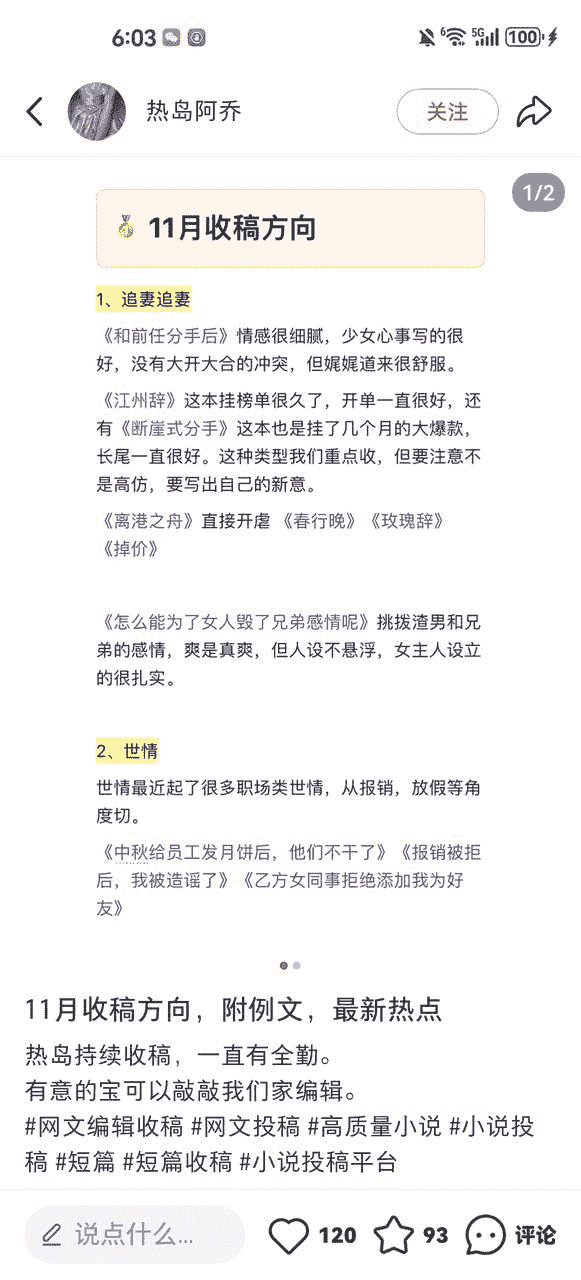 6:03
6
5G
100
热岛阿乔
关注
1/2
11月收稿方向
1、追妻追妻
《和前任分手后》情感很细腻，少女心事写的很
好，没有大开大合的冲突，但娓娓道来很舒服。
《江州辞》这本挂榜单很久了，开单一直很好，还
有《断崖式分手》这本也是挂了几个月的大爆款，
长尾一直很好。这种类型我们重点收，但要注意不
是高仿，要写出自己的新意。
《离港之舟》直接开虐 《春行晚》《玫瑰辞》
《掉价》
《怎么能为了女人毁了兄弟感情呢》挑拨渣男和兄
弟的感情，爽是真爽，但人设不悬浮，女主人设立
的很扎实。
2、世情
世情最近起了很多职场类世情，从报销，放假等角
度切。
《中秋给员工发月饼后，他们不干了》《报销被拒
后，我被造谣了》《乙方女同事拒绝添加我为好
友》
11月收稿方向，附例文，最新热点
热岛持续收稿，一直有全勤。
有意的宝可以敲敲我们家编辑。
#网文编辑收稿 #网文投稿 #高质量小说 #小说投
稿 #短篇 #短篇收稿 #小说投稿平台
说点什么...
120
93
评论